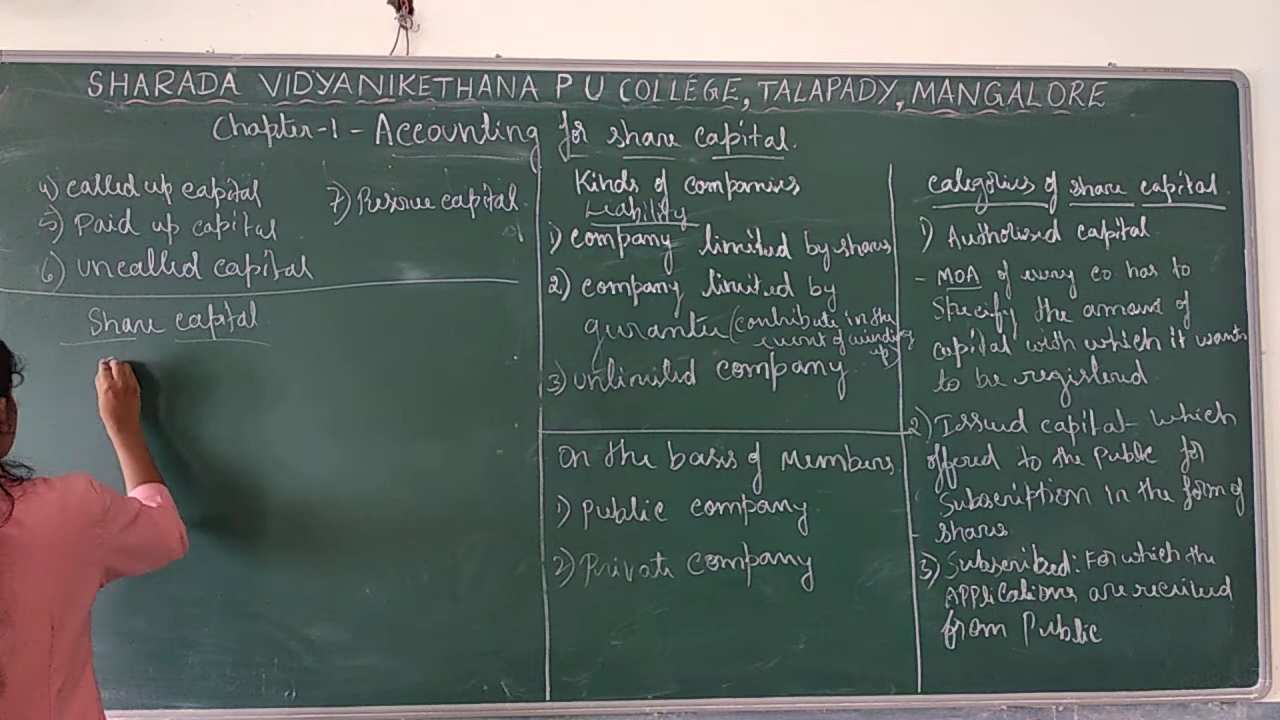 SHARADA VIDYANIKETHANA P U COLLEGE, TALAPADY, MANGALORE
Chapter-1 - Accounting for share capital.
4) called up capital
5) Paid up capital
6) uncalled capital
7) Reserve capital
Share capital
Kinds of companies
Liability
1) company limited by shares
2) company limited by
gurantee (contribute in the
event of winding
up)
3) unlimited company
On the basis of Members
1) Public company
2) Private company
categories of share capital
1) Authorised capital
- MOA of every co has to
specify the amount of
capital with which it wants
to be registered
2) Issued capital - which
offered to the public for
subscription in the form of
- shares
3) Subscribed: For which the
Applications are received
from Public